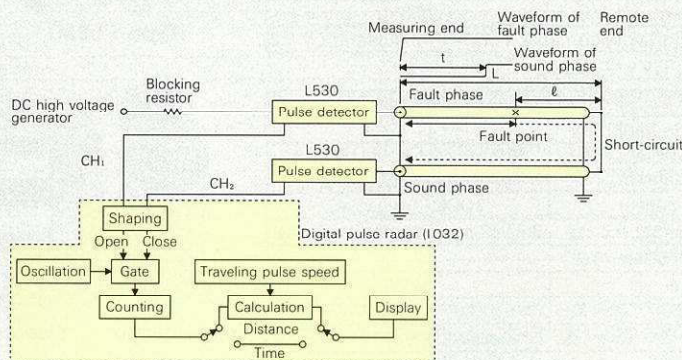 Measuring end
Waveform of
fault phase
Remote
end
t
Waveform of
sound phase
L
L530
Blocking
resistor
DC high voltage
generator
Pulse detector
Fault phase
ℓ
Fault point
Short-circuit
L530
CH₁
Pulse detector
CH₂
Sound phase
Shaping
Digital pulse radar (I032)
Open
Close
Oscillation
Gate
Traveling pulse speed
Counting
Calculation
Display
Distance
Time